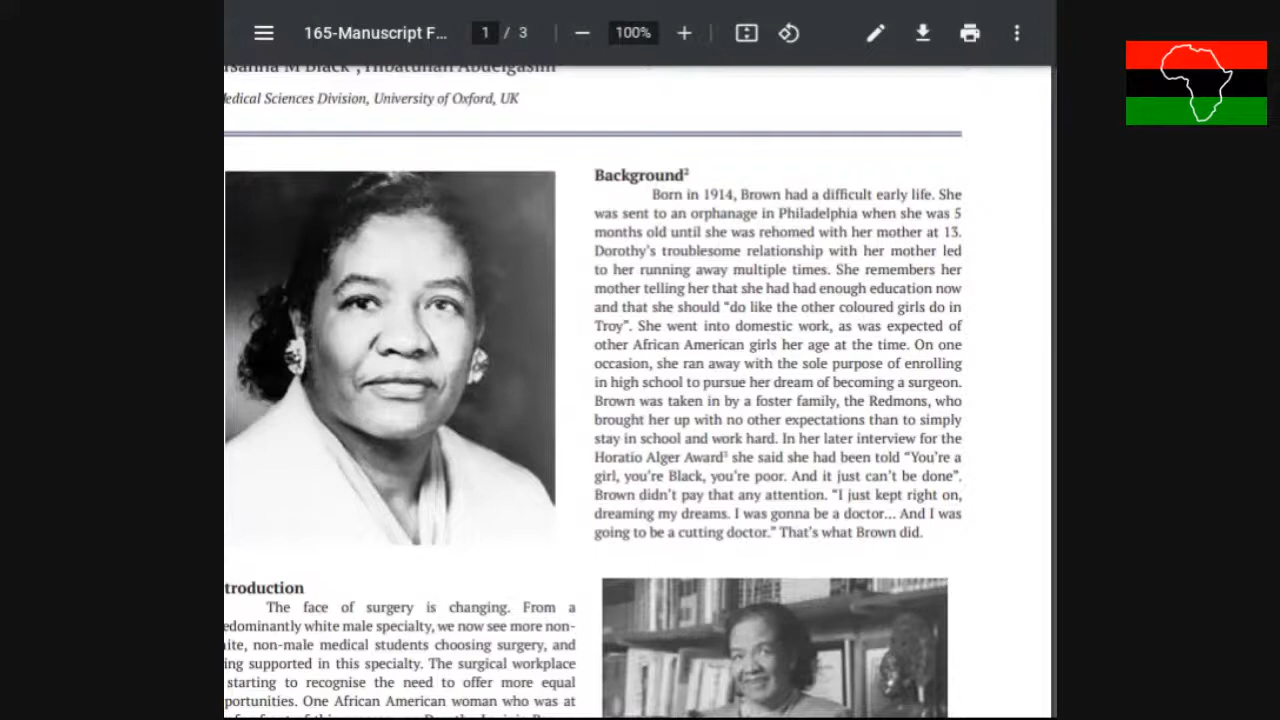 165-Manuscript F...
1 / 3
100%
M Black
Medical Sciences Division, University of Oxford, UK
Background²
Born in 1914, Brown had a difficult early life. She
was sent to an orphanage in Philadelphia when she was 5
months old until she was rehomed with her mother at 13.
Dorothy's troublesome relationship with her mother led
to her running away multiple times. She remembers her
mother telling her that she had had enough education now
and that she should “do like the other coloured girls do in
Troy”. She went into domestic work, as was expected of
other African American girls her age at the time. On one
occasion, she ran away with the sole purpose of enrolling
in high school to pursue her dream of becoming a surgeon.
Brown was taken in by a foster family, the Redmons, who
brought her up with no other expectations than to simply
stay in school and work hard. In her later interview for the
Horatio Alger Award³ she said she had been told “You're a
girl, you're Black, you're poor. And it just can't be done”.
Brown didn't pay that any attention. “I just kept right on,
dreaming my dreams. I was gonna be a doctor... And I was
going to be a cutting doctor.” That's what Brown did.
troduction
The face of surgery is changing. From a
edominantly white male specialty, we now see more non-
ite, non-male medical students choosing surgery, and
ing supported in this specialty. The surgical workplace
starting to recognise the need to offer more equal
portunities. One African American woman who was at